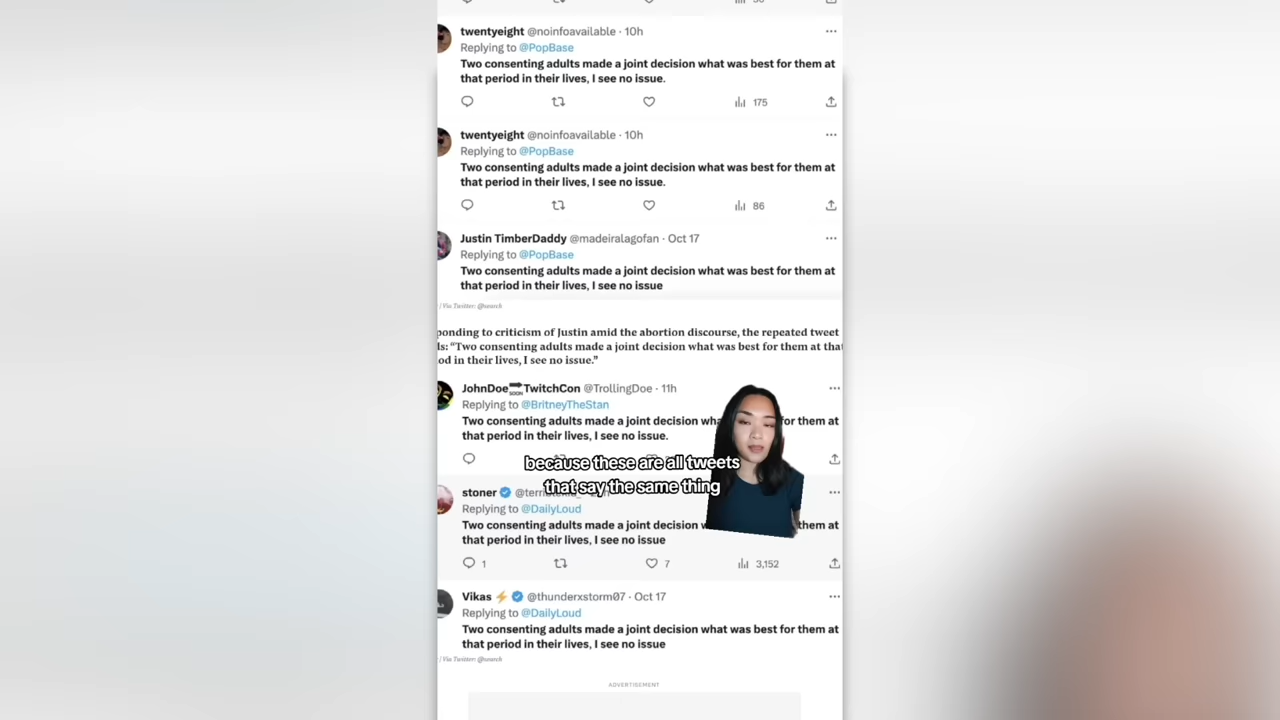 30
twentyeight @noinfoavailable · 10h
Replying to @PopBase
Two consenting adults made a joint decision what was best for them at
that period in their lives, I see no issue.
175
twentyeight @noinfoavailable · 10h
Replying to @PopBase
Two consenting adults made a joint decision what was best for them at
that period in their lives, I see no issue.
86
Justin TimberDaddy @madeiralagofan · Oct 17
Replying to @PopBase
Two consenting adults made a joint decision what was best for them at
that period in their lives, I see no issue
/ Via Twitter: @search
ponding to criticism of Justin amid the abortion discourse, the repeated tweet
ls: “Two consenting adults made a joint decision what was best for them at that
od in their lives, I see no issue.”
JohnDoe SOON TwitchCon @TrollingDoe · 11h
Replying to @BritneyTheStan
Two consenting adults made a joint decision wha for them at
that period in their lives, I see no issue.
because these are all tweets
that say the same thing
stoner
Replying to @DailyLoud
Two consenting adults made a joint decision w them at
that period in their lives, I see no issue
1 7 3,152
Vikas @thunderxstorm07 · Oct 17
Replying to @DailyLoud
Two consenting adults made a joint decision what was best for them at
that period in their lives, I see no issue
/ Via Twitter: @search
ADVERTISEMENT